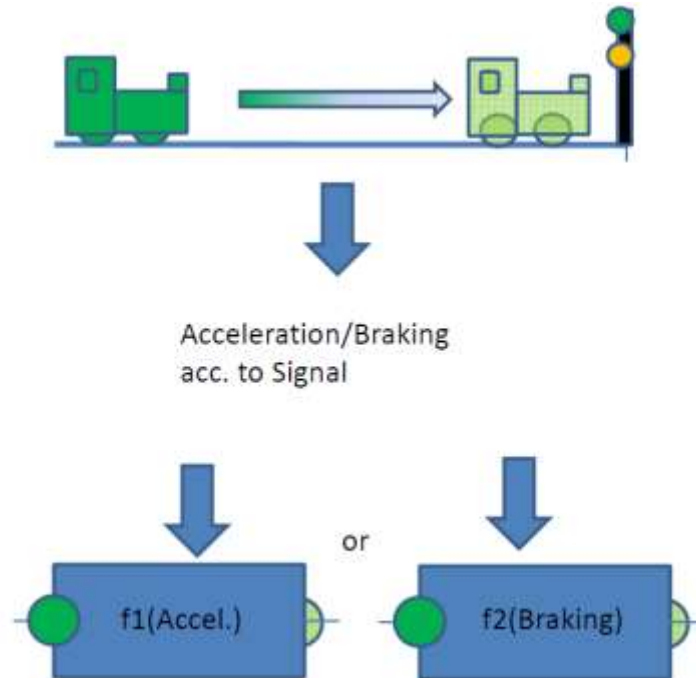 Acceleration/Braking
acc. to Signal
or
f1(Accel.)
f2(Braking)